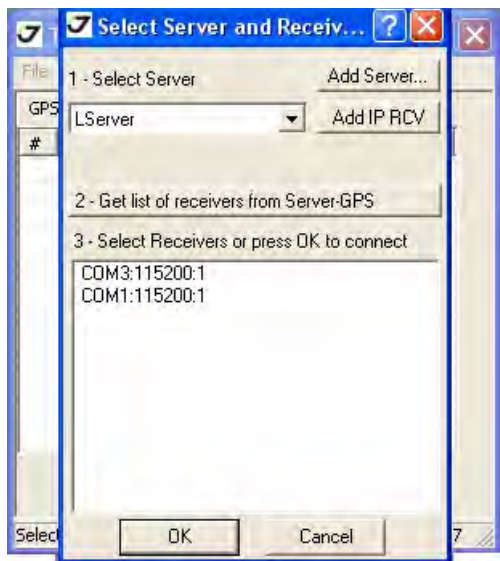 Select Server and Receiv...
File
1 - Select Server
Add Server...
GPS
LServer
Add IP RCV
#
2 - Get list of receivers from Server-GPS
3 - Select Receivers or press OK to connect
COM3:115200:1
COM1:115200:1
OK
Cancel
7